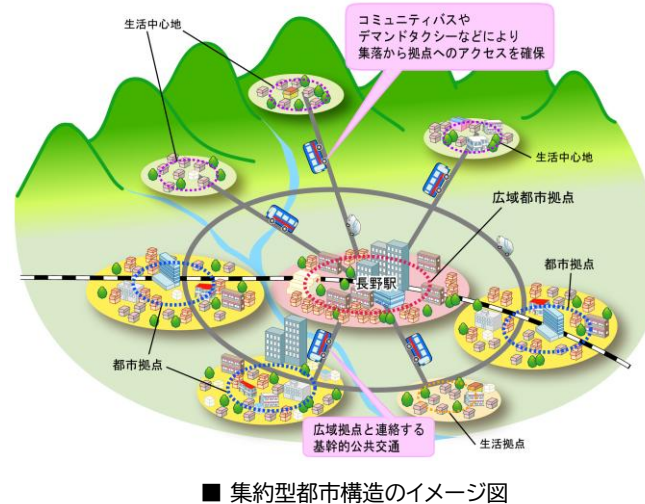 生活中心地
コミュニティバスや
デマンドタクシーなどにより
集落から拠点へのアクセスを確保
生活中心地
広域都市拠点
長野駅
都市拠点
都市拠点
広域拠点と連絡する
基幹的公共交通
生活拠点
■ 集約型都市構造のイメージ図